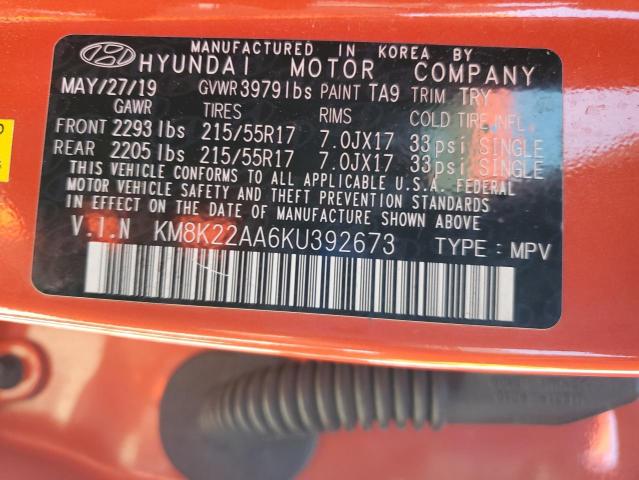 MANUFACTURED IN KOREA BY
HYUNDAI MOTOR COMPANY
MAY/27/19 GVWR 3979 lbs PAINT TA9 TRIM TRY
GAWR TIRES RIMS COLD TIRE INFL.
FRONT 2293 lbs 215/55R17 7.0JX17 33 psi SINGLE
REAR 2205 lbs 215/55R17 7.0JX17 33 psi SINGLE
THIS VEHICLE CONFORMS TO ALL APPLICABLE U.S.A. FEDERAL
MOTOR VEHICLE SAFETY AND THEFT PREVENTION STANDARDS
IN EFFECT ON THE DATE OF MANUFACTURE SHOWN ABOVE.
V.I.N KM8K22AA6KU392673 TYPE : MPV